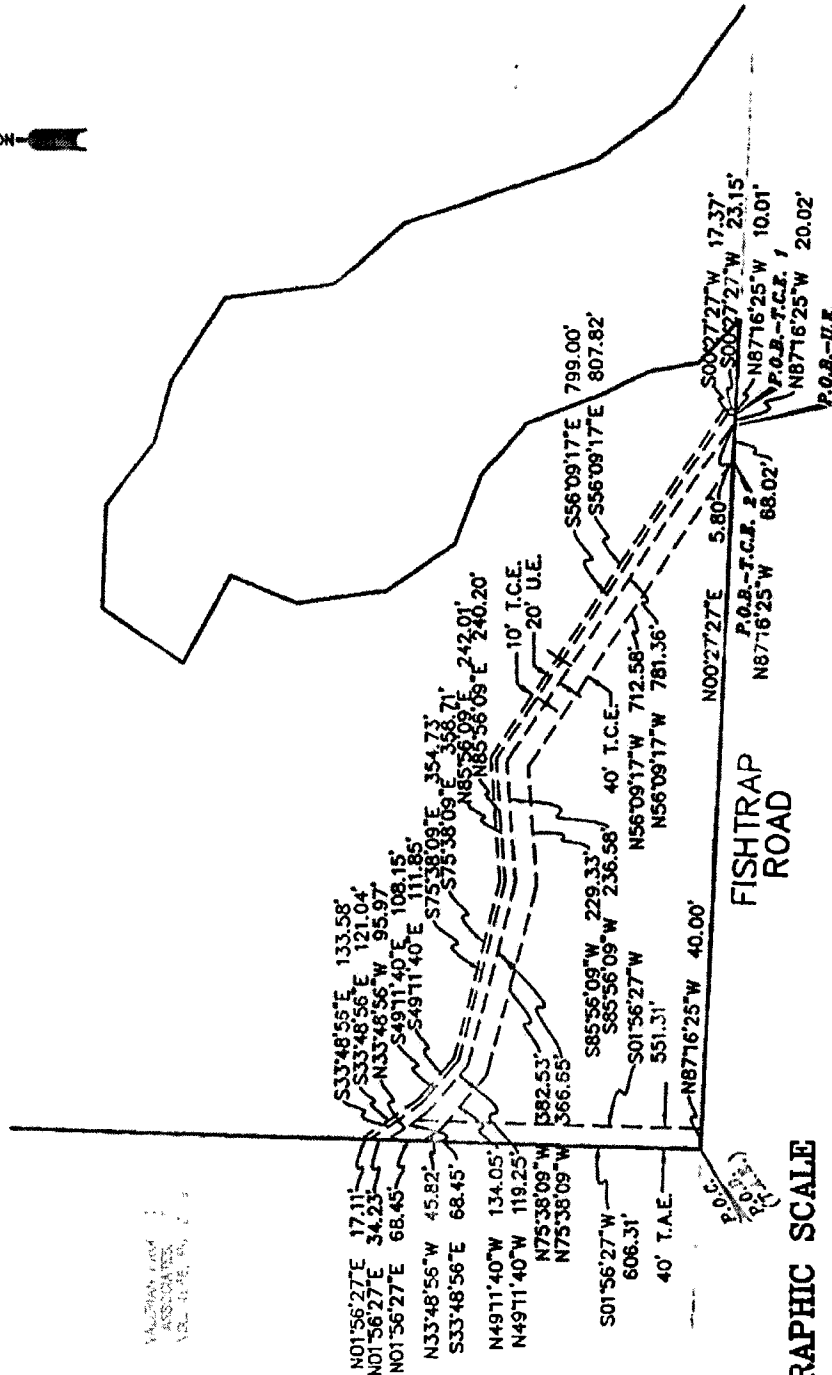 N
S33°48'56"E 133.58'
S33°48'56"E 121.04'
N33°48'56"W 95.97'
S49°11'40"E 108.15'
S49°11'40"E 111.85'
S75°38'09"E 354.73'
S75°38'09"E 358.71'
N85°56'09"E 242.01'
N85°56'09"E 240.20'
10' T.C.E.
20' U.E.
S56°09'17"E 799.00'
S56°09'17"E 807.82'
S00°27'27"W 17.37'
S00°27'27"W 23.15'
N87°16'25"W 10.01'
P.O.B.-T.C.E. 1
N87°16'25"W 20.02'
P.O.B.-U.E.
N01°56'27"E 17.11'
N01°56'27"E 34.23'
N01°56'27"E 68.45'
N33°48'56"W 45.82'
S33°48'56"E 68.45'
N49°11'40"W 134.05'
N49°11'40"W 119.25'
N75°38'09"W 382.53'
N75°38'09"W 366.65'
S85°56'09"W 229.33'
S85°56'09"W 236.58'
40' T.C.E.
N56°09'17"W 712.58'
N56°09'17"W 781.36'
N00°27'27"E 5.80'
P.O.B.-T.C.E. 2
N87°16'25"W 68.02'
S01°56'27"W
551.31'
S01°56'27"W
606.31'
40' T.A.E.
N87°16'25"W 40.00'
P.O.C.
P.O.B.
(T.A.E.)
FISHTRAP
ROAD
RAPHIC SCALE